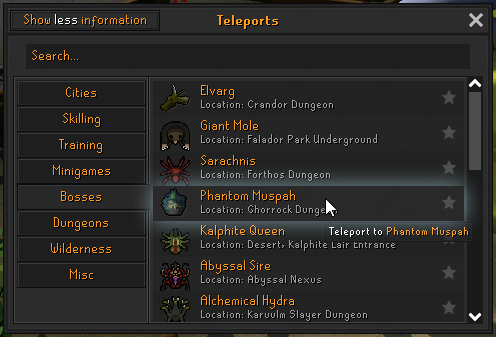 Show less information
Teleports
Search...
Cities
Skilling
Training
Minigames
Bosses
Dungeons
Wilderness
Misc
Elvarg
Location: Crandor Dungeon
Giant Mole
Location: Falador Park Underground
Sarachnis
Location: Forthos Dungeon
Phantom Muspah
Location: Ghorrock Dungeon
Teleport to Phantom Muspah
Kalphite Queen
Location: Desert, Kalphite Lair Entrance
Abyssal Sire
Location: Abyssal Nexus
Alchemical Hydra
Location: Karuulm Slayer Dungeon